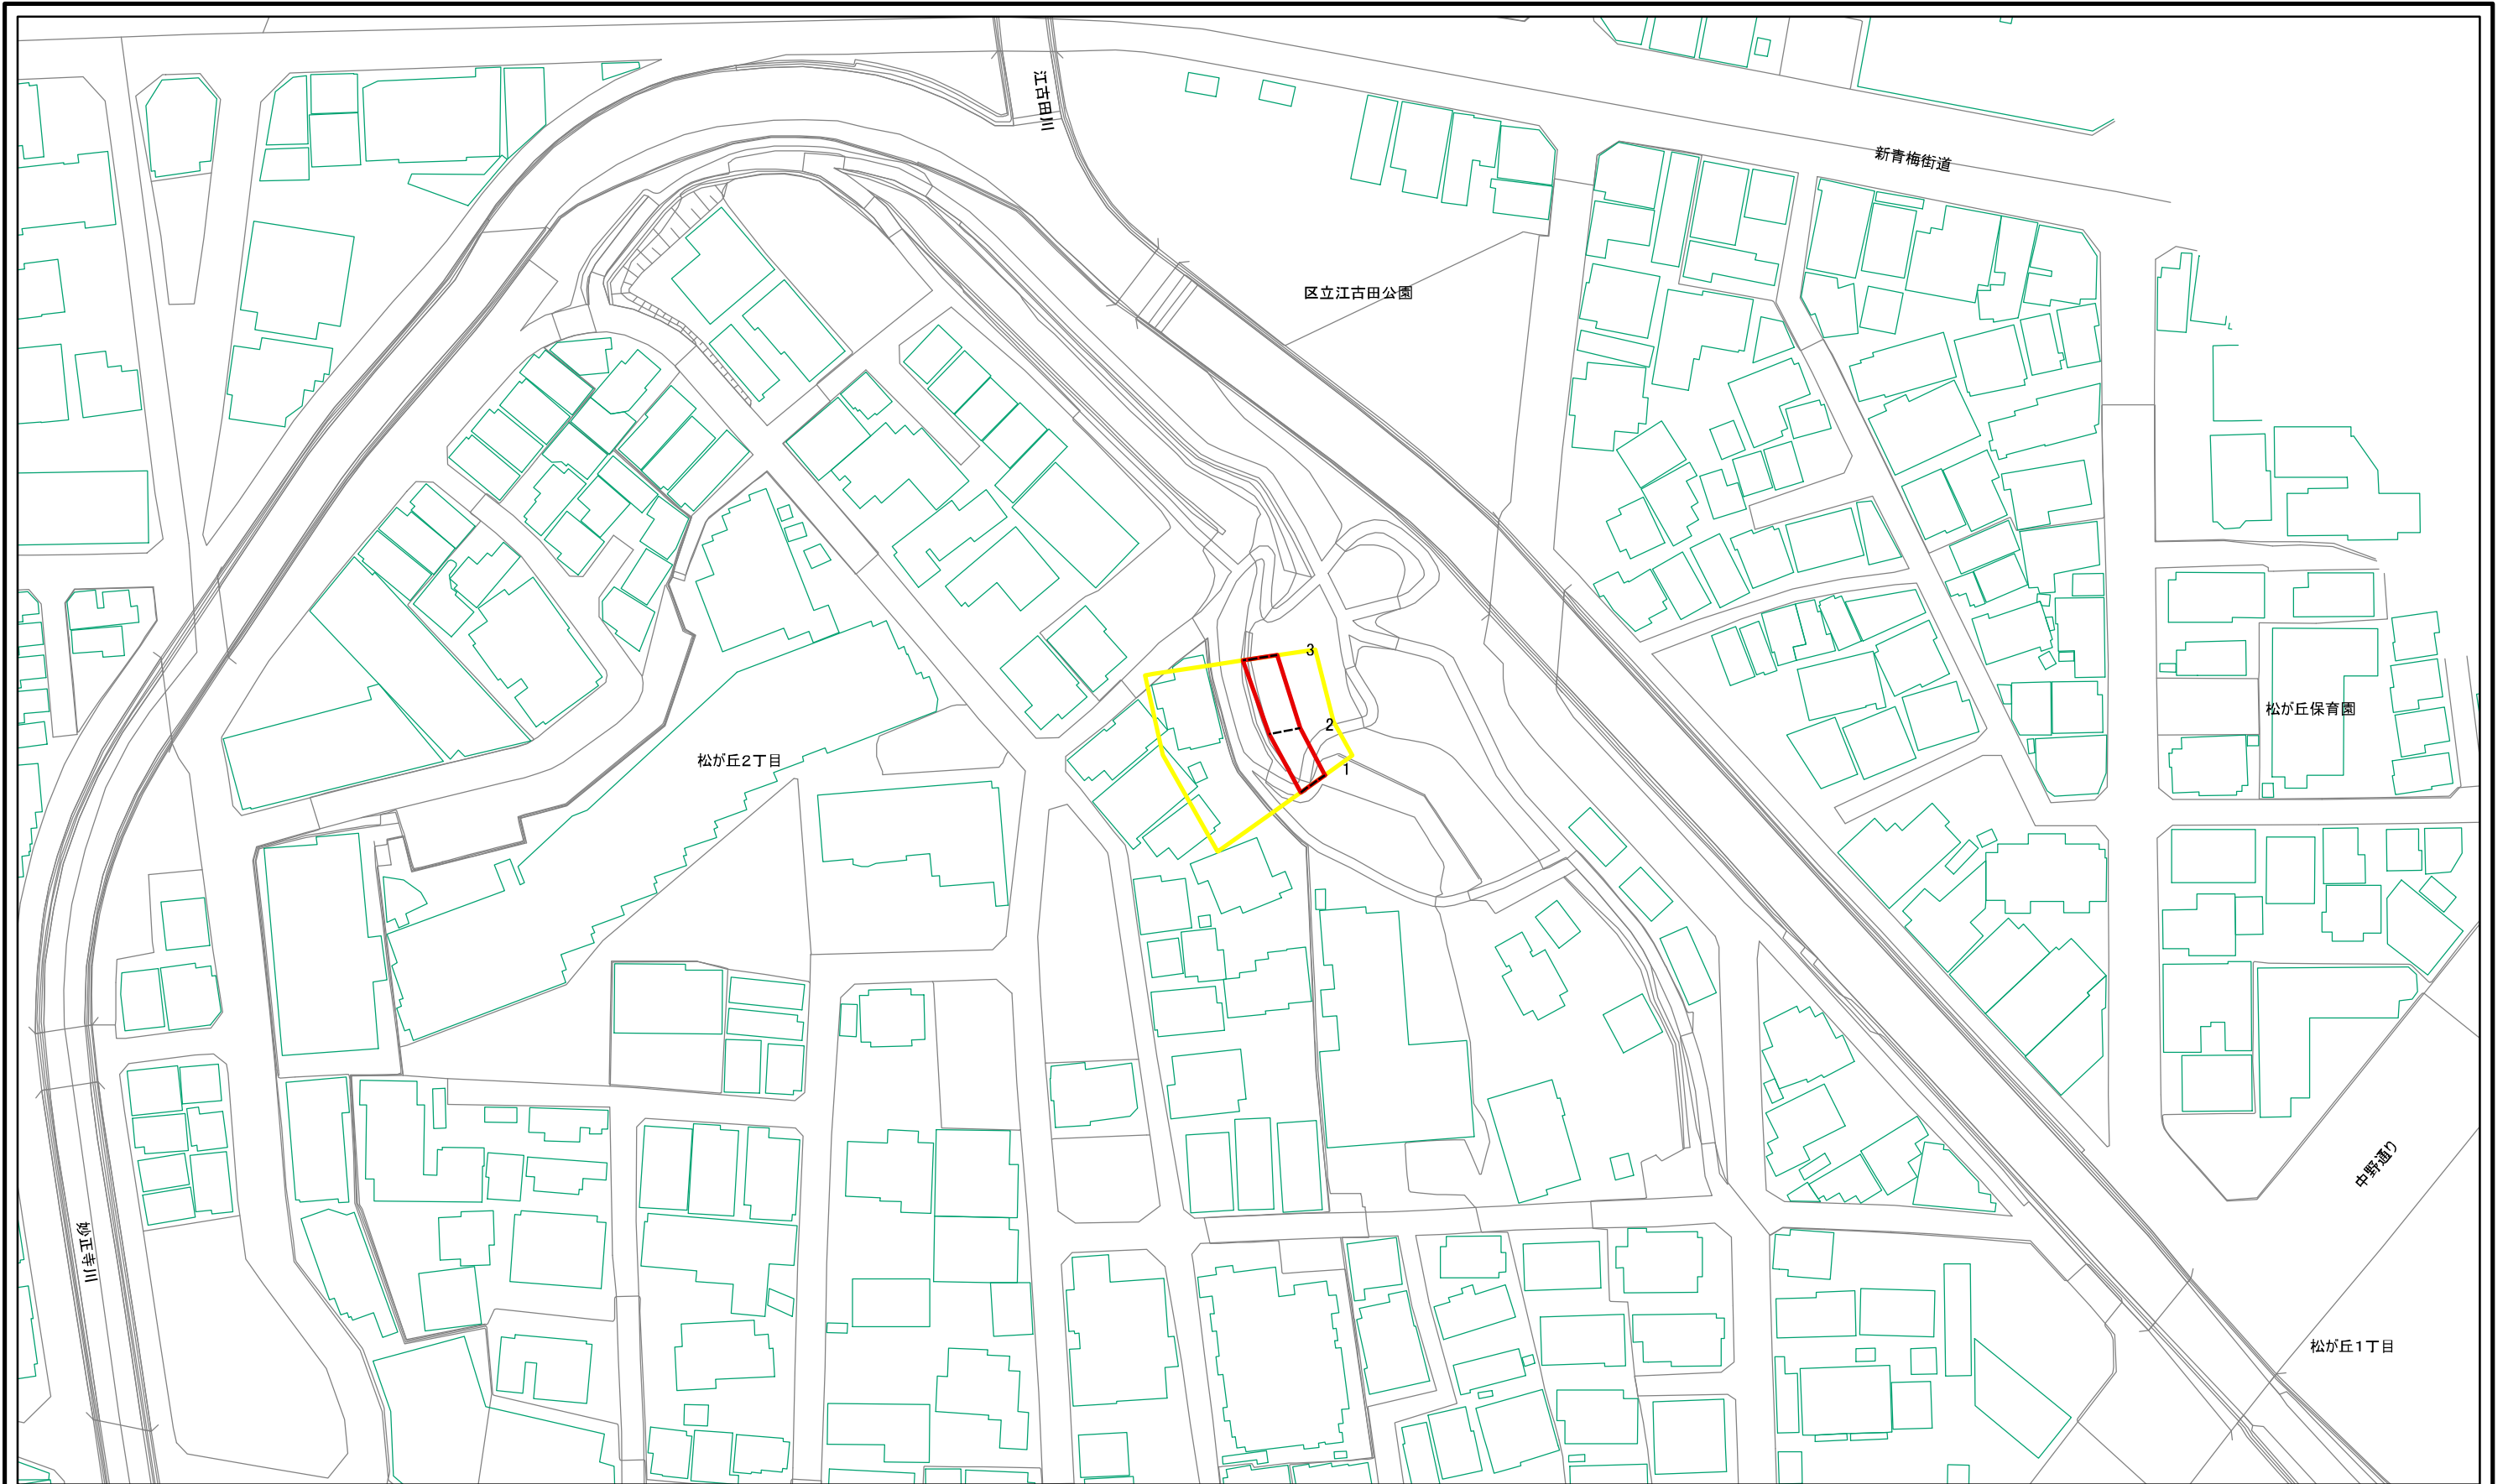 江古田川
新青梅街道
区立江古田公園
3
2
1
松が丘保育園
松が丘2丁目
中野通り
妙正寺川
松が丘1丁目